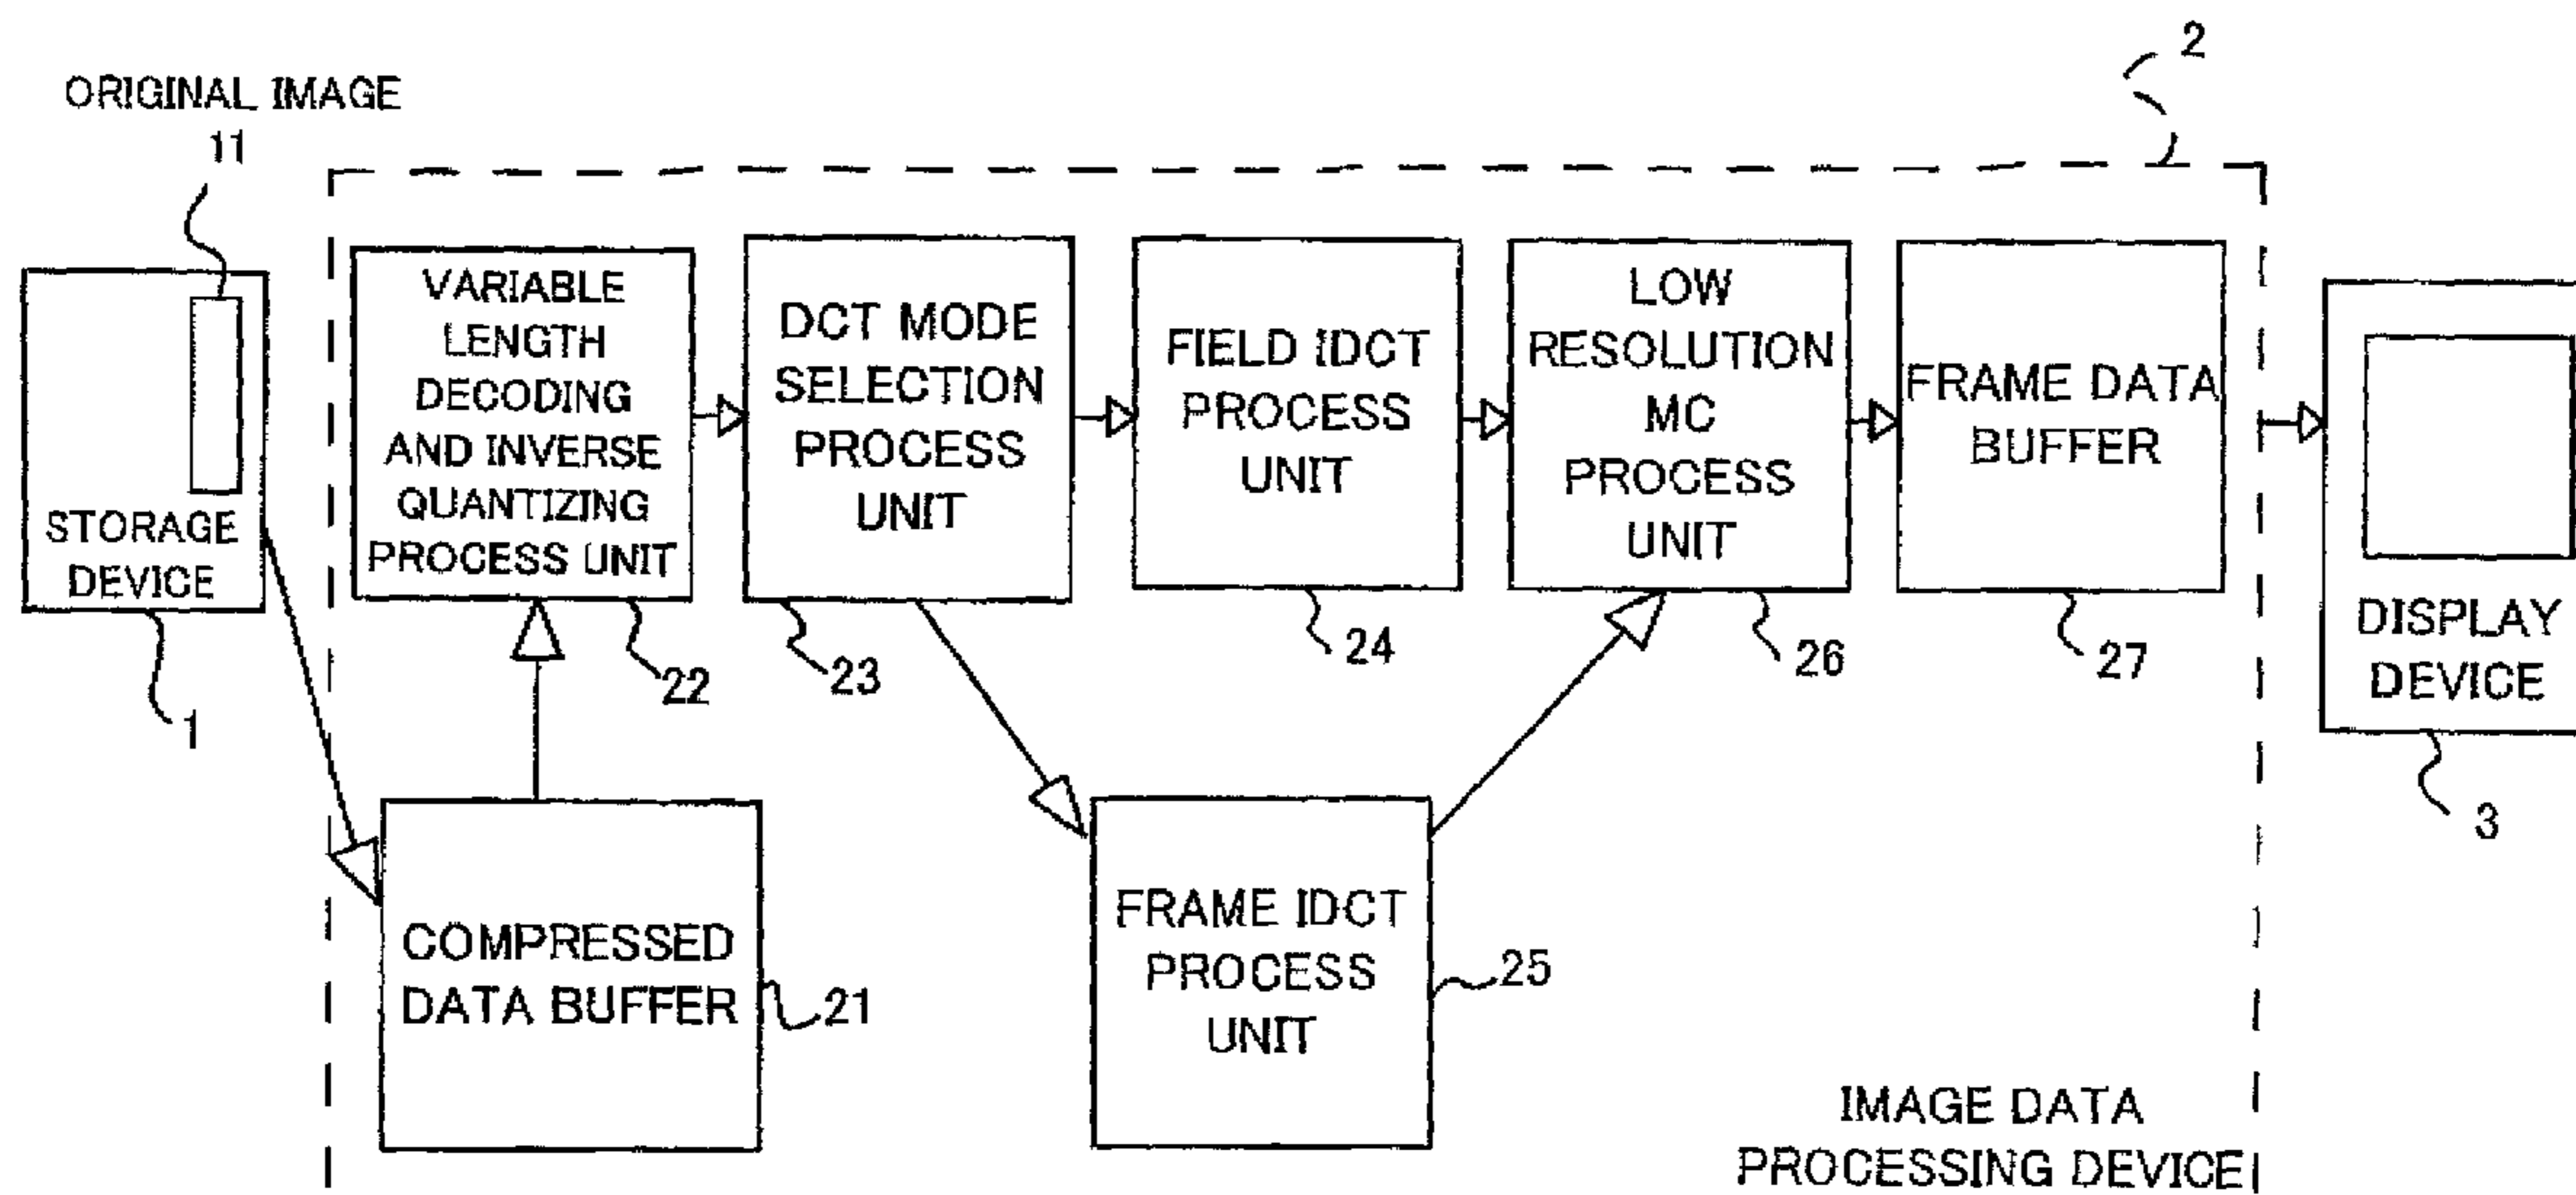 2
ORIGINAL IMAGE
11
STORAGE
DEVICE
1
VARIABLE
LENGTH
DECODING
AND INVERSE
QUANTIZING
PROCESS UNIT
22
DCT MODE
SELECTION
PROCESS
UNIT
23
FIELD IDCT
PROCESS
UNIT
24
LOW
RESOLUTION
MC
PROCESS
UNIT
26
FRAME DATA
BUFFER
27
DISPLAY
DEVICE
3
COMPRESSED
DATA BUFFER
21
FRAME IDCT
PROCESS
UNIT
25
IMAGE DATA
PROCESSING DEVICE